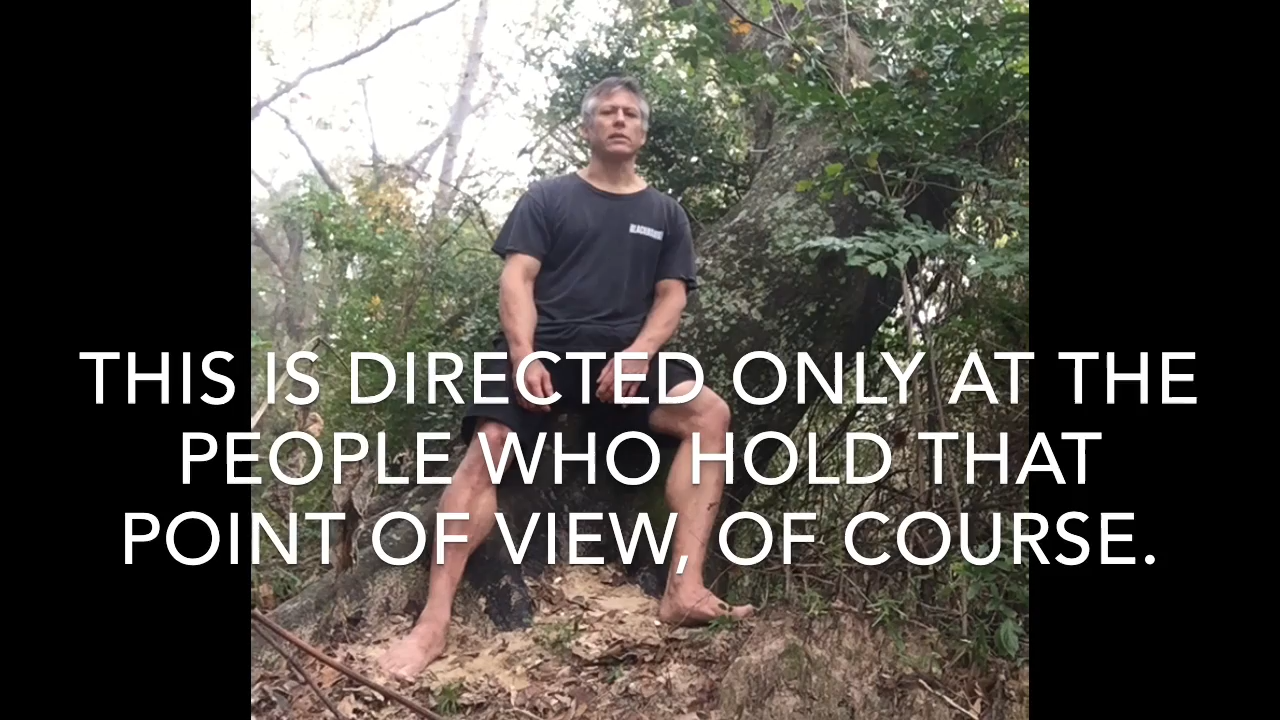 THIS IS DIRECTED ONLY AT THE
PEOPLE WHO HOLD THAT
POINT OF VIEW, OF COURSE.